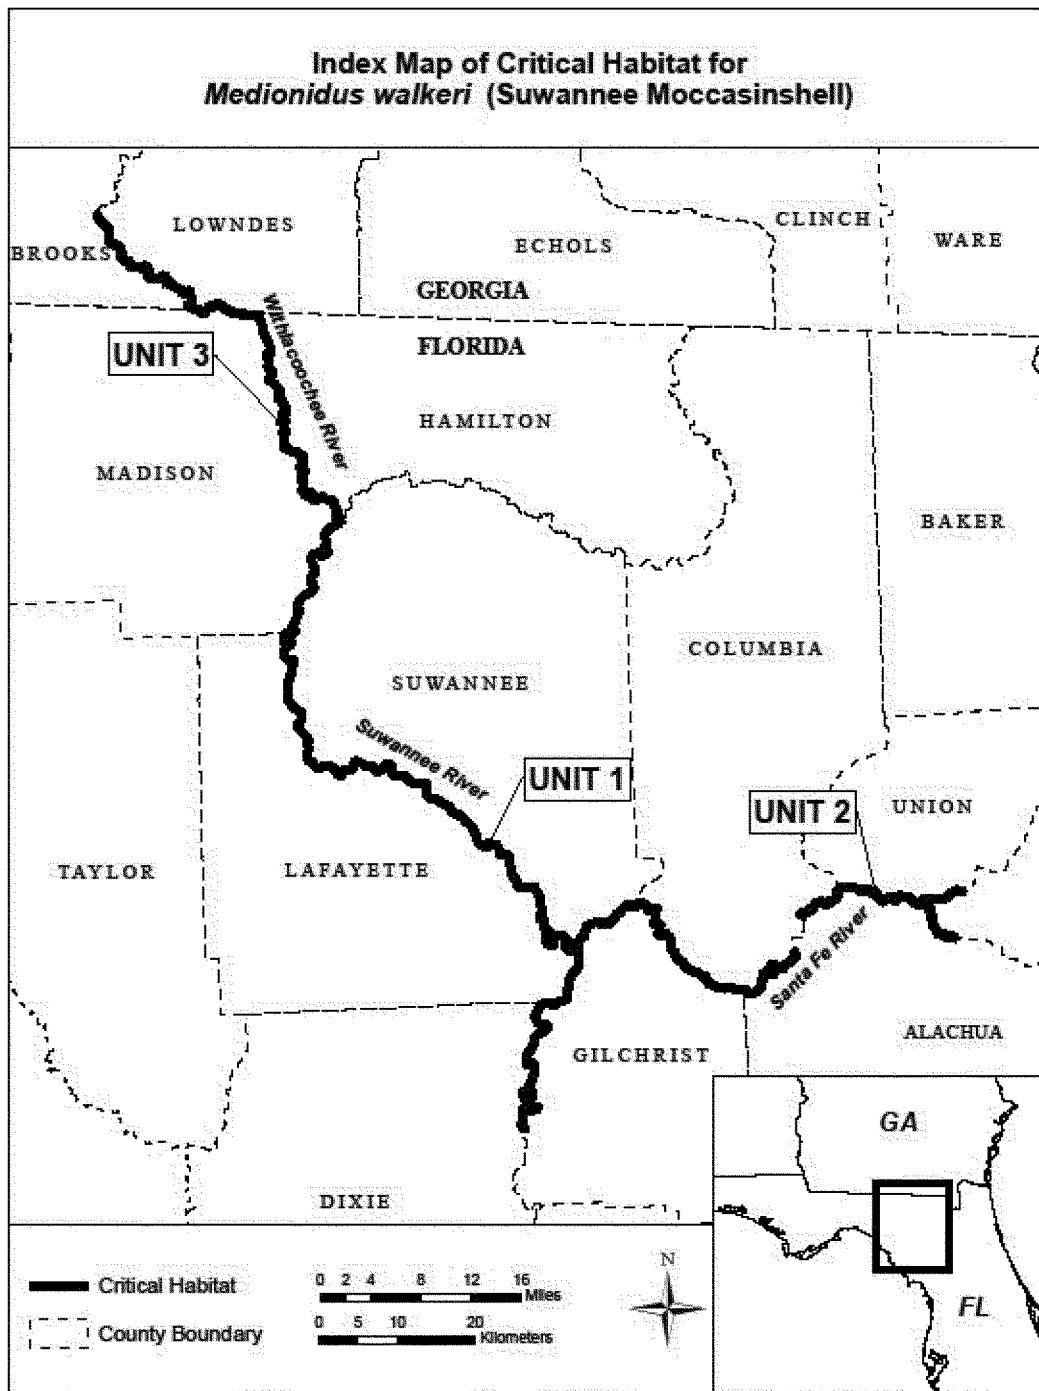 Index Map of Critical Habitat for
Medionidus walkeri (Suwannee Moccasinshell)
LOWNDES
CLINCH
BROOKS
ECHOLS
WARE
GEORGIA
Withlacoochee River
UNIT 3
FLORIDA
HAMILTON
MADISON
BAKER
COLUMBIA
SUWANNEE
Suwannee River
UNIT 1
UNIT 2
UNION
TAYLOR
LAFAYETTE
Santa Fe River
ALACHUA
GILCHRIST
DIXIE
GA
FL
Critical Habitat
County Boundary
0 2 4 8 12 16
Miles
0 5 10 20
Kilometers
N